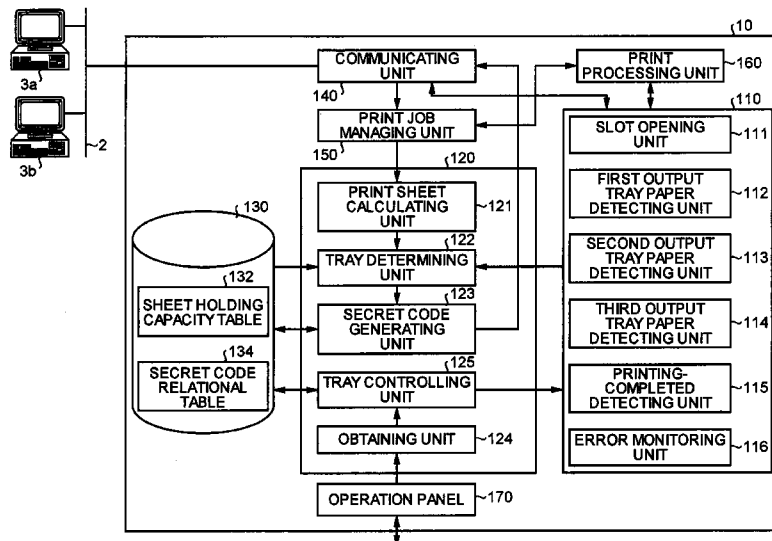 10
COMMUNICATING
UNIT
140
PRINT
PROCESSING UNIT
160
3a
3b
2
PRINT JOB
MANAGING UNIT
150
110
SLOT OPENING
UNIT
111
120
PRINT SHEET
CALCULATING
UNIT
121
FIRST OUTPUT
TRAY PAPER
DETECTING UNIT
112
130
122
TRAY DETERMINING
UNIT
SECOND OUTPUT
TRAY PAPER
DETECTING UNIT
113
132
SHEET HOLDING
CAPACITY TABLE
123
SECRET CODE
GENERATING
UNIT
THIRD OUTPUT
TRAY PAPER
DETECTING UNIT
114
134
SECRET CODE
RELATIONAL
TABLE
125
TRAY CONTROLLING
UNIT
PRINTING-
COMPLETED
DETECTING UNIT
115
OBTAINING UNIT
124
ERROR MONITORING
UNIT
116
OPERATION PANEL
170